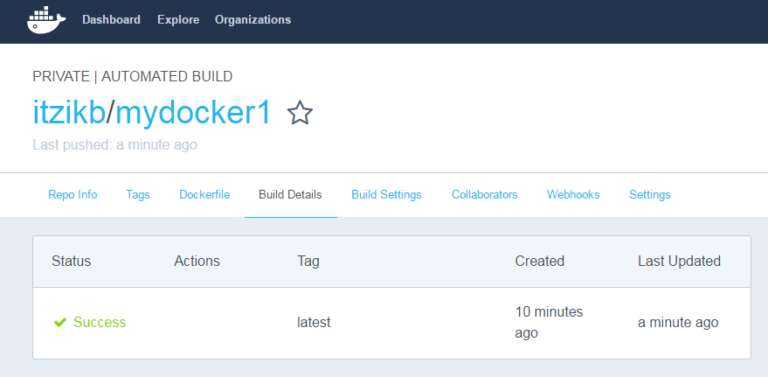 Dashboard Explore Organizations
PRIVATE | AUTOMATED BUILD
itzikb/mydocker1
Last pushed: a minute ago
Repo Info Tags Dockerfile Build Details Build Settings Collaborators Webhooks Settings
Status Actions Tag Created Last Updated
Success latest 10 minutes ago a minute ago